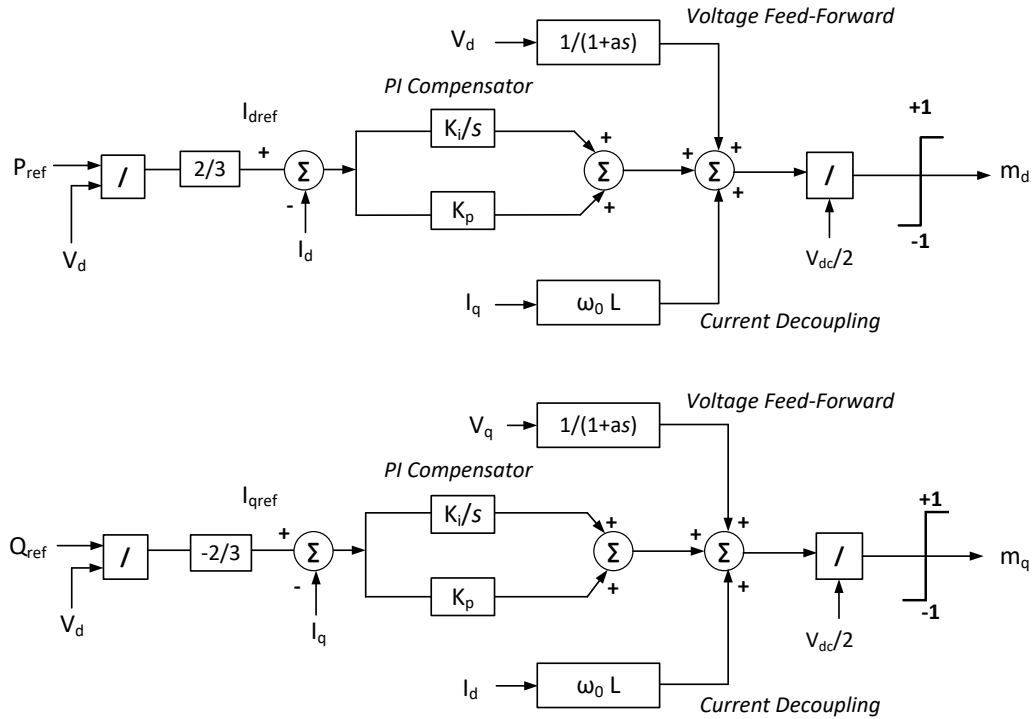 Voltage Feed-Forward
V_d
1/(1+as)
PI Compensator
+1
I_dref
K_i/s
+
+
+
+
P_ref
/
2/3
Σ
Σ
Σ
/
m_d
-
K_p
+
+
-1
V_d
I_d
V_dc/2
I_q
ω_0 L
Current Decoupling
Voltage Feed-Forward
V_q
1/(1+as)
PI Compensator
+1
I_qref
K_i/s
+
+
+
+
Q_ref
/
-2/3
Σ
Σ
Σ
/
m_q
-
K_p
+
+
-1
V_d
I_q
V_dc/2
I_d
ω_0 L
Current Decoupling